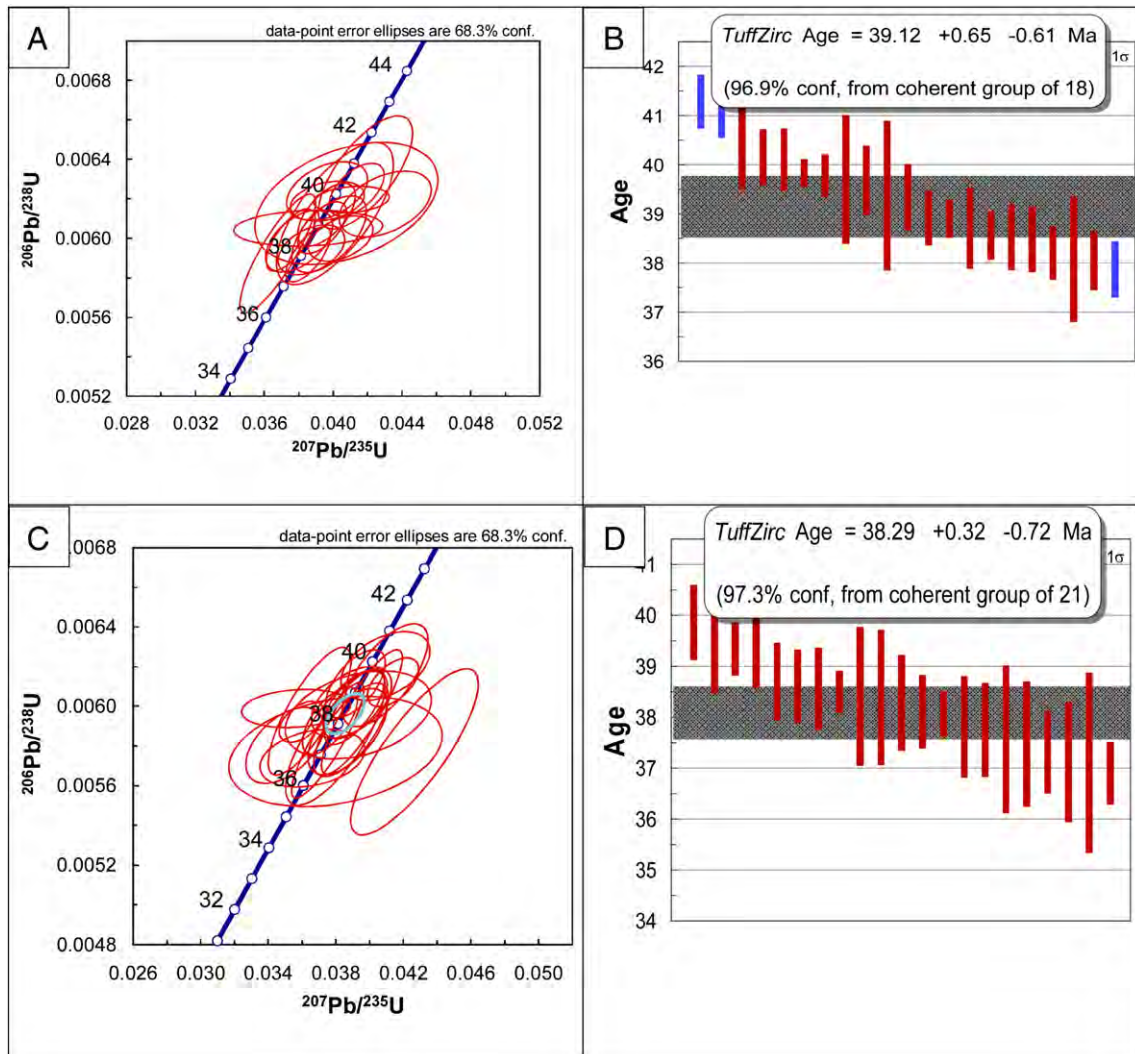 A
data-point error ellipses are 68.3% conf.
0.0068
0.0064
0.0060
0.0056
0.0052
206Pb/238U
44
42
40
38
36
34
0.028 0.032 0.036 0.040 0.044 0.048 0.052
207Pb/235U
B
TuffZirc Age = 39.12 +0.65 -0.61 Ma
(96.9% conf, from coherent group of 18)
1σ
42
41
40
39
38
37
36
Age
C
data-point error ellipses are 68.3% conf.
0.0068
0.0064
0.0060
0.0056
0.0052
0.0048
206Pb/238U
42
40
38
36
34
32
0.026 0.030 0.034 0.038 0.042 0.046 0.050
207Pb/235U
D
TuffZirc Age = 38.29 +0.32 -0.72 Ma
(97.3% conf, from coherent group of 21)
1σ
41
40
39
38
37
36
35
34
Age